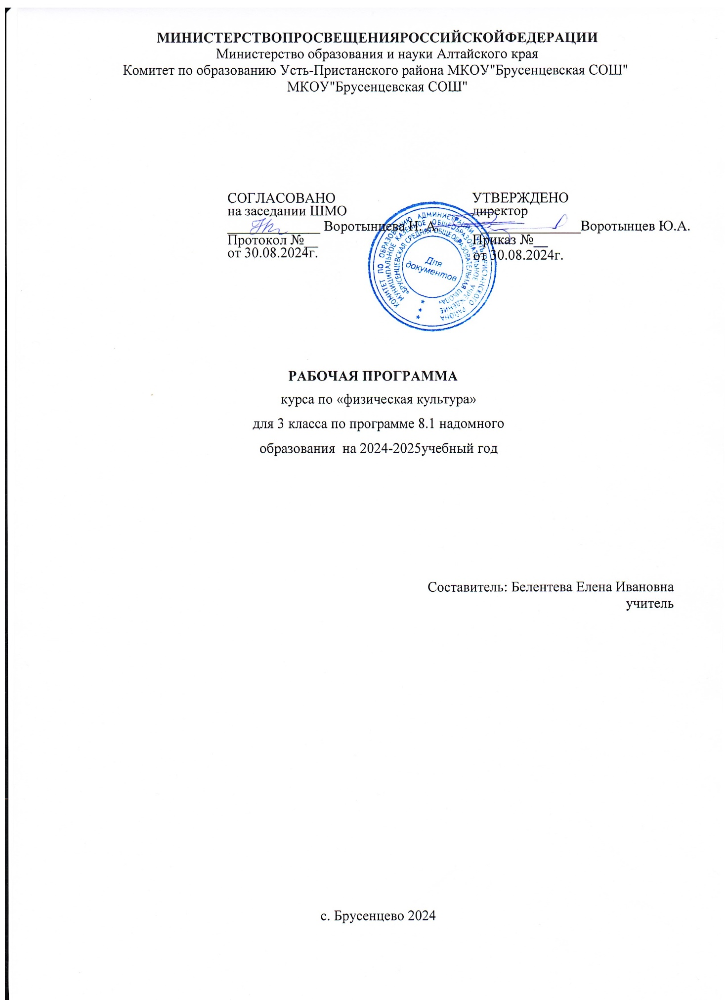 МИНИСТЕРСТВОПРОСВЕЩЕНИЯРОССИЙСКОЙФЕДЕРАЦИИ
Министерство образования и науки Алтайского края
Комитет по образованию Усть-Пристанского района МКОУ"Брусенцевская СОШ"
МКОУ"Брусенцевская СОШ"
СОГЛАСОВАНО
на заседании ШМО
_____________ Воротынцева Н. А.
Протокол №__
от 30.08.2024г.
УТВЕРЖДЕНО
директор
_______________Воротынцев Ю.А.
Приказ №__
от 30.08.2024г.
КОМИТЕТ ПО ОБРАЗОВАНИЮ АДМИНИСТРАЦИИ УСТЬ-ПРИСТАНСКОГО РАЙОНА
МУНИЦИПАЛЬНОЕ КАЗЕННОЕ ОБЩЕОБРАЗОВАТЕЛЬНОЕ УЧРЕЖДЕНИЕ
«БРУСЕНЦЕВСКАЯ СРЕДНЯЯ ОБЩЕОБРАЗОВАТЕЛЬНАЯ ШКОЛА»
Для
документов
РАБОЧАЯ ПРОГРАММА
курса по «физическая культура»
для 3 класса по программе 8.1 надомного
образования на 2024-2025учебный год
Составитель: Белентева Елена Ивановна
учитель
с. Брусенцево 2024